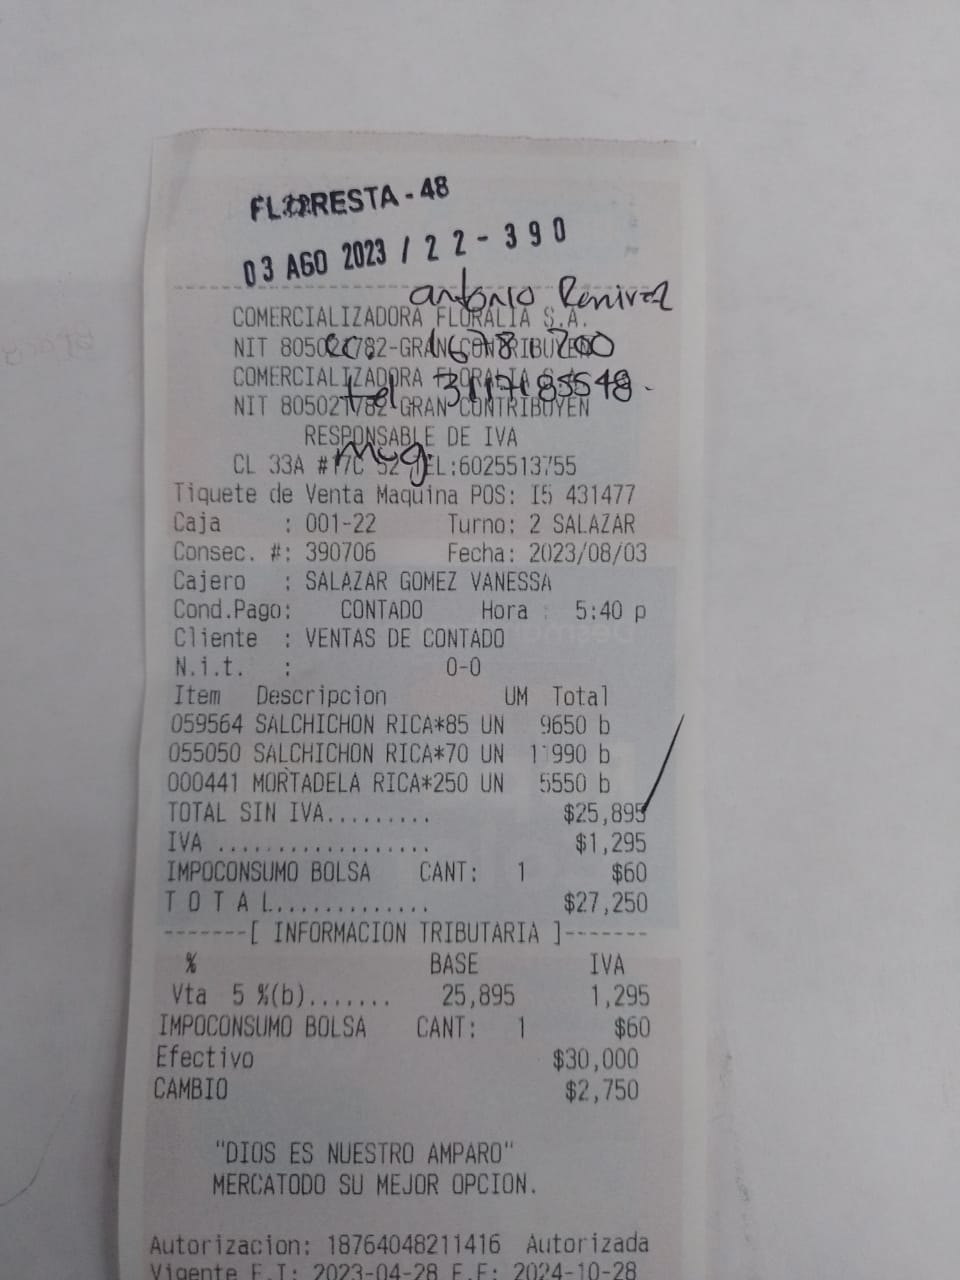 FLORESTA - 48
03 AGO 2023 / 22 - 390
antonio
COMERCIALIZADORA FLORALIA S.A.
cc. 16781200
NIT 805021782-GRAN CONTRIBUYEN
COMERCIALIZADORA FLORALIA S.A.
tel 3117185548.
NIT 805021782-GRAN CONTRIBUYEN
RESPONSABLE DE IVA
CL 33A #17C 52 TEL:6025513755
Tiquete de Venta Maquina POS: I5 431477
Caja : 001-22 Turno: 2 SALAZAR
Consec. #: 390706 Fecha: 2023/08/03
Cajero : SALAZAR GOMEZ VANESSA
Cond.Pago: CONTADO Hora : 5:40 p
Cliente : VENTAS DE CONTADO
N.i.t. : 0-0
Item Descripcion UM Total
059564 SALCHICHON RICA*85 UN 9650 b
055050 SALCHICHON RICA*70 UN 11990 b
000441 MORTADELA RICA*250 UN 5550 b
TOTAL SIN IVA......... $25,895
IVA .................. $1,295
IMPOCONSUMO BOLSA CANT: 1 $60
T O T A L............. $27,250
-------[ INFORMACION TRIBUTARIA ]-------
% BASE IVA
Vta 5 %(b)....... 25,895 1,295
IMPOCONSUMO BOLSA CANT: 1 $60
Efectivo $30,000
CAMBIO $2,750
"DIOS ES NUESTRO AMPARO"
MERCATODO SU MEJOR OPCION.
Autorizacion: 18764048211416 Autorizada
Vigente F.I: 2023-04-28 F.F: 2024-10-28